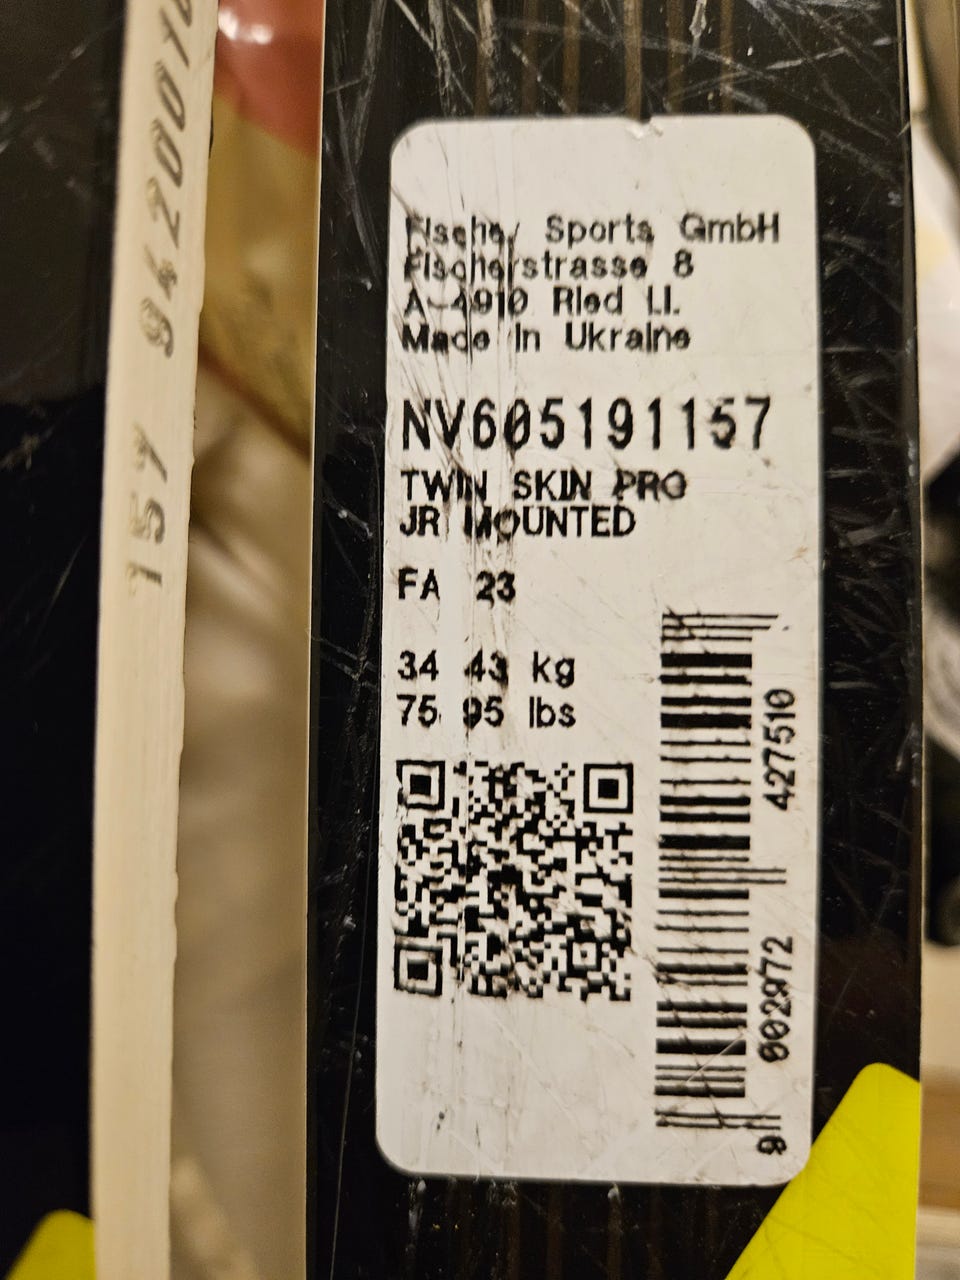 Fischer Sports GmbH
Fischerstrasse 8
A-4910 Ried I.I.
Made in Ukraine
NV605191157
TWIN SKIN PRO
JR MOUNTED
FA 23
34 43 kg
75 95 lbs
9 002972 427510
157